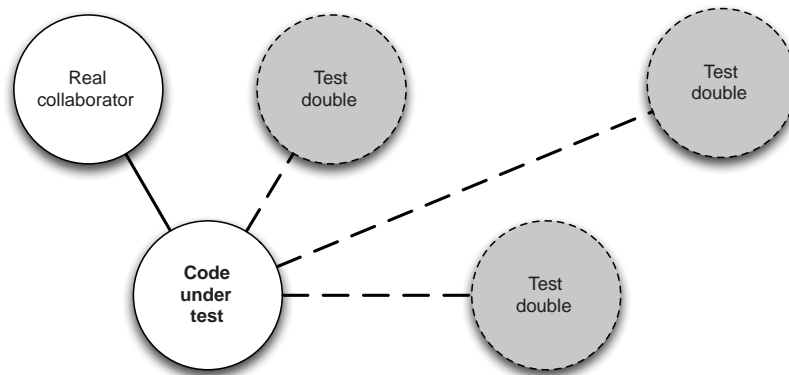 Real
collaborator
Test
double
Test
double
Code
under
test
Test
double